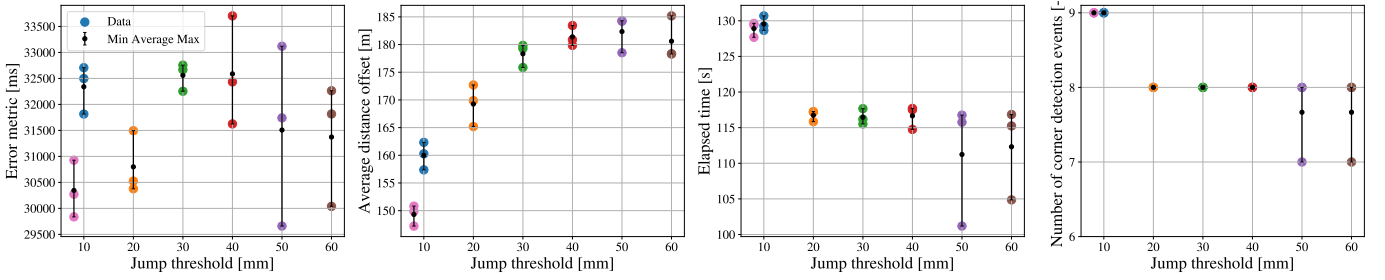 Error metric [ms]
33500
33000
32500
32000
31500
31000
30500
30000
29500
Data
Min Average Max
10 20 30 40 50 60
Jump threshold [mm]
Average distance offset [m]
185
180
175
170
165
160
155
150
10 20 30 40 50 60
Jump threshold [mm]
Elapsed time [s]
130
125
120
115
110
105
100
10 20 30 40 50 60
Jump threshold [mm]
Number of corner detection events [-
9
8
7
6
10 20 30 40 50 60
Jump threshold [mm]